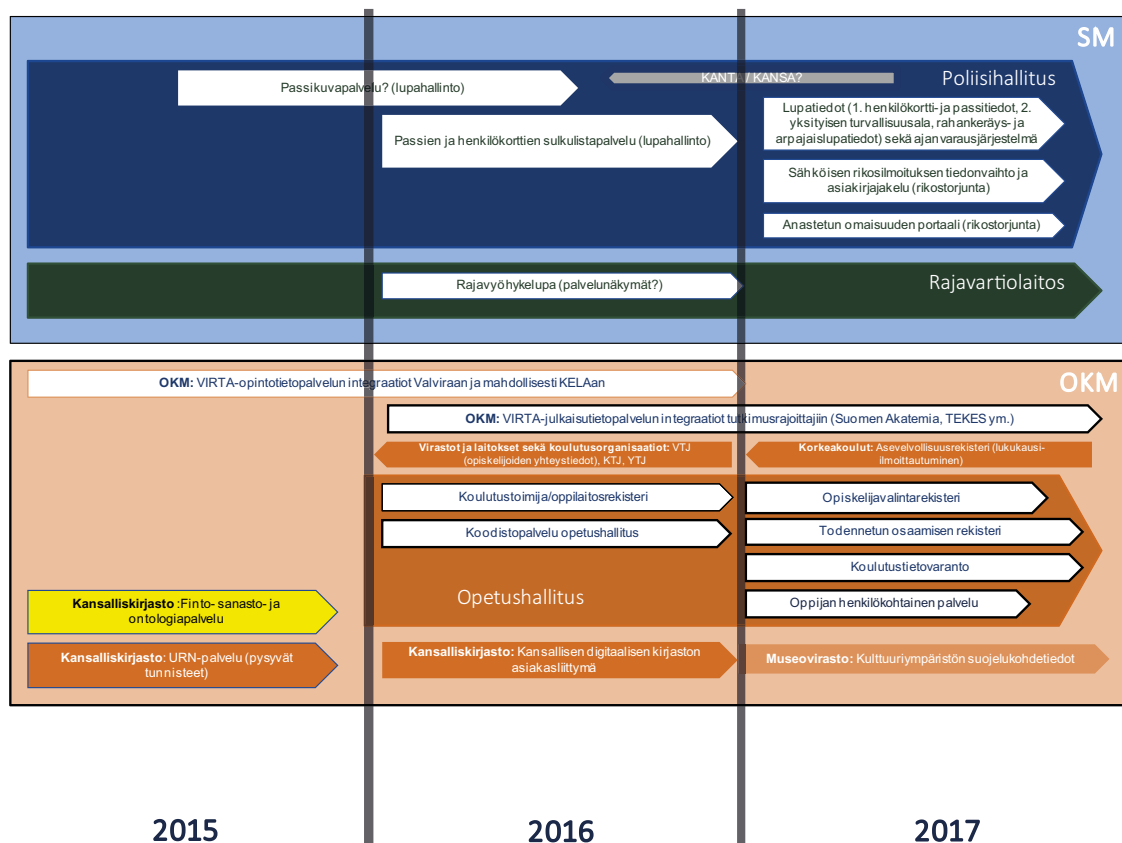 SM
Poliisihallitus
Passikuvapalvelu? (lupahallinto)
KANTA / KANSA?
Passien ja henkilökorttien sulkulistapalvelu (lupahallinto)
Lupatiedot (1. henkilökortti- ja passitiedot, 2.
yksityisen turvallisuusala, rahankeräys- ja
arpajaislupatiedot) sekä ajanvarausjärjestelmä
Sähköisen rikosilmoituksen tiedonvaihto ja
asiakirjajakelu (rikostorjunta)
Anastetun omaisuuden portaali (rikostorjunta)
Rajavyöhykelupa (palvelunäkymät?)
Rajavartiolaitos
OKM
OKM: VIRTA-opintotietopalvelun integraatiot Valviraan ja mahdollisesti KELAan
OKM: VIRTA-julkaisutietopalvelun integraatiot tutkimusrajoittajiin (Suomen Akatemia, TEKES ym.)
Virastot ja laitokset sekä koulutusorganisaatiot: VTJ
(opiskelijoiden yhteystiedot), KTJ, YTJ
Korkeakoulut: Asevelvollisuusrekisteri (lukukausi-
ilmoittautuminen)
Koulutustoimija/oppilaitosrekisteri
Opiskelijavalintarekisteri
Koodistopalvelu opetushallitus
Todennetun osaamisen rekisteri
Koulutustietovaranto
Opetushallitus
Oppijan henkilökohtainen palvelu
Kansalliskirjasto :Finto- sanasto- ja
ontologiapalvelu
Kansalliskirjasto: URN-palvelu (pysyvät
tunnisteet)
Kansalliskirjasto: Kansallisen digitaalisen kirjaston
asiakasliittymä
Museovirasto: Kulttuuriympäristön suojelukohdetiedot
2015
2016
2017